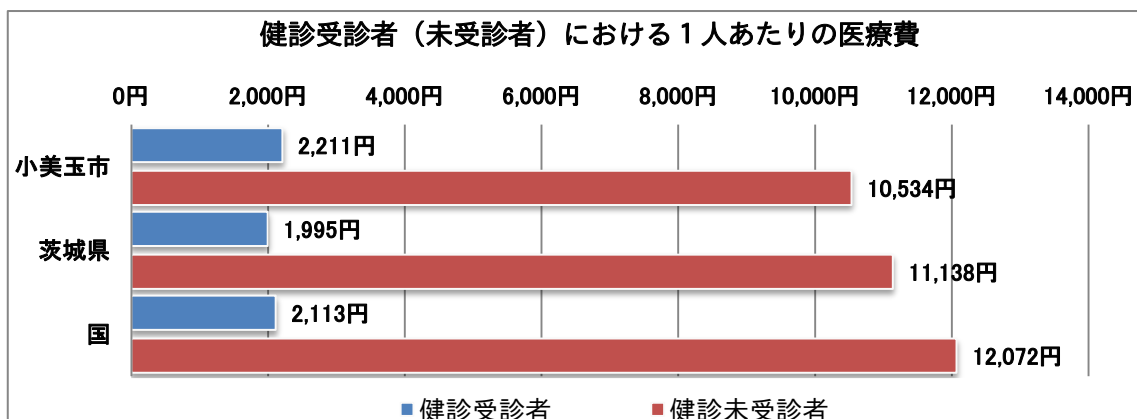 健診受診者（未受診者）における１人あたりの医療費
0円 2,000円 4,000円 6,000円 8,000円 10,000円 12,000円 14,000円
小美玉市
2,211円
10,534円
茨城県
1,995円
11,138円
国
2,113円
12,072円
健診受診者 健診未受診者